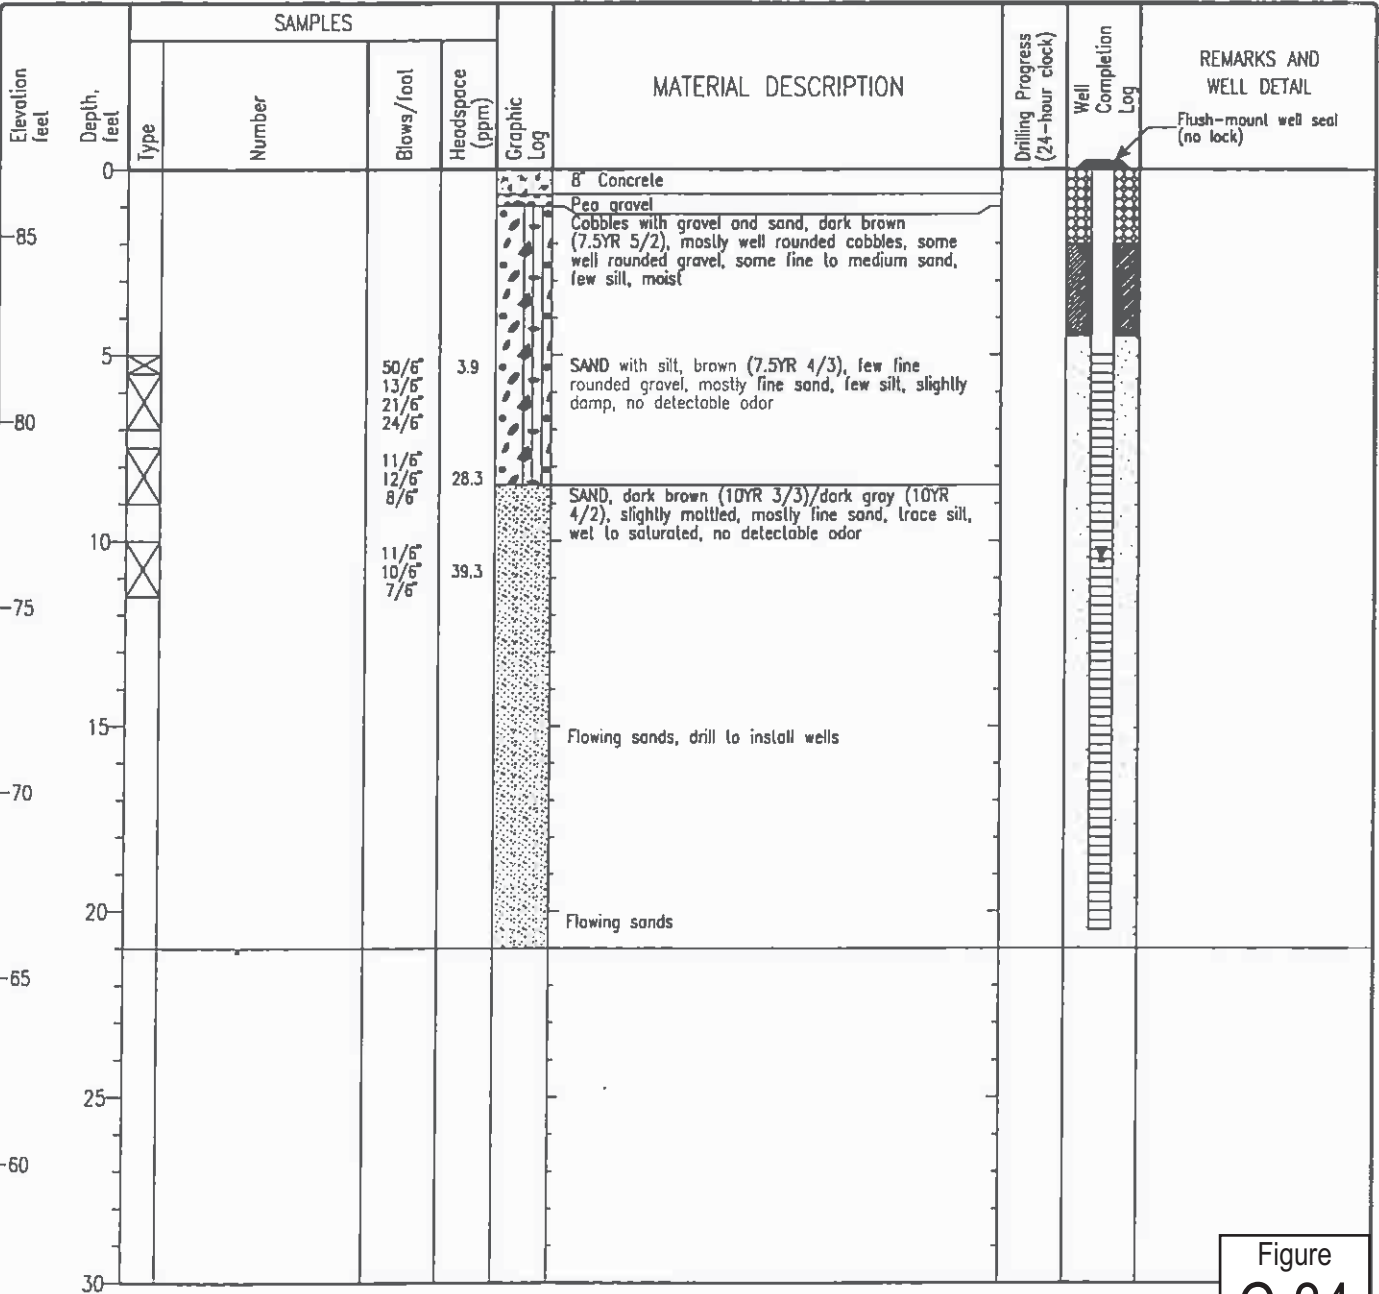 SAMPLES
Elevation
feet
Depth,
feet
Type
Number
Blows/foot
Headspace
(ppm)
Graphic
Log
MATERIAL DESCRIPTION
Drilling Progress
(24-hour clock)
Well
Completion
Log
REMARKS AND
WELL DETAIL
Flush-mount well seal
(no lock)
0
8" Concrete
Pea gravel
Cobbles with gravel and sand, dark brown
(7.5YR 5/2), mostly well rounded cobbles, some
well rounded gravel, some fine to medium sand,
few silt, moist
-85
5
50/6" 3.9
SAND with silt, brown (7.5YR 4/3), few fine
rounded gravel, mostly fine sand, few silt, slightly
damp, no detectable odor
13/6"
21/6"
24/6"
-80
11/6"
12/6" 28.3
8/6"
SAND, dark brown (10YR 3/3)/dark gray (10YR
4/2), slightly mottled, mostly fine sand, trace silt,
wet to saturated, no detectable odor
10
11/6"
10/6" 39.3
7/6"
-75
15
Flowing sands, drill to install wells
-70
20
Flowing sands
-65
25
-60
30
Figure